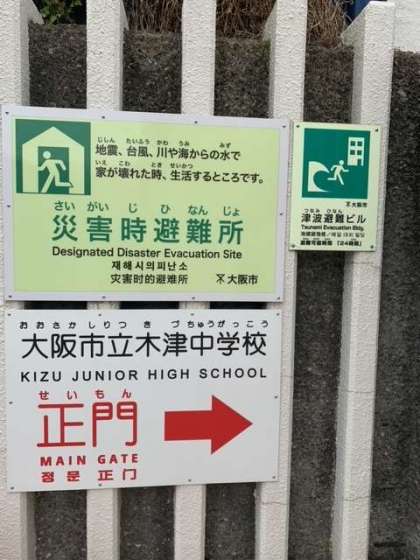 じしん たいふう かわ うみ みず
地震、台風、川や海からの水で
いえ こわ とき せいかつ
家が壊れた時、生活するところです。
さい がい じ ひ なん じょ
災害時避難所
Designated Disaster Evacuation Site
재해시의피난소
灾害时的避难所
大阪市
大阪市
つなみ ひなん
津波避難ビル
Tsunami Evacuation Bldg.
おおさかしりつ きづちゅうがっこう
大阪市立木津中学校
KIZU JUNIOR HIGH SCHOOL
せいもん
正門
MAIN GATE
정문 正门